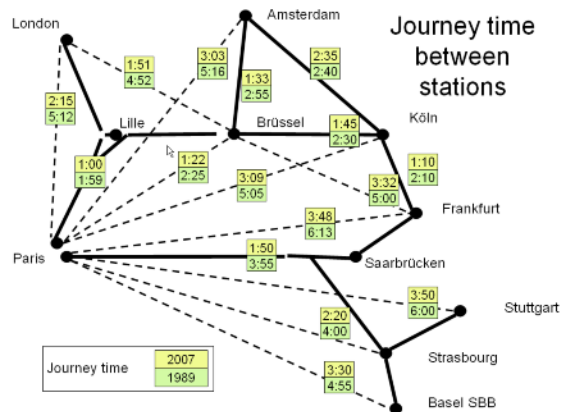 London
Amsterdam
Journey time
between
stations
1:51
4:52
3:03
5:16
2:35
2:40
1:33
2:55
2:15
5:12
Lille
Brüssel
Köln
1:45
2:30
1:00
1:59
1:22
2:25
3:09
5:05
3:32
5:00
1:10
2:10
3:48
6:13
Frankfurt
Paris
1:50
3:55
Saarbrücken
3:50
6:00
Stuttgart
2:20
4:00
Strasbourg
3:30
4:55
Basel SBB
Journey time
2007
1989